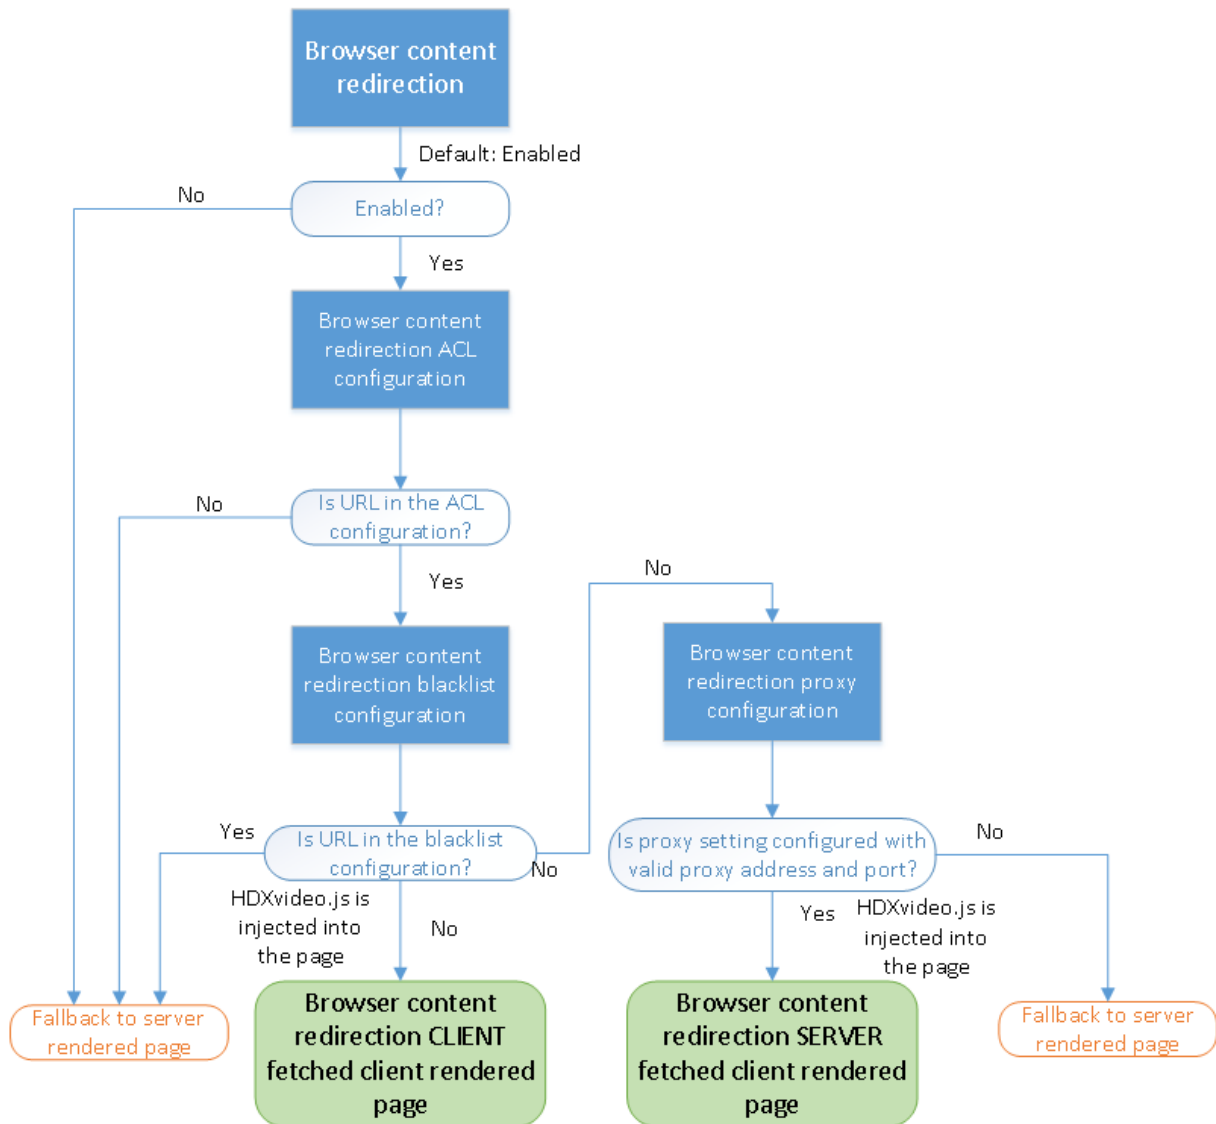 Browser content
redirection
Default: Enabled
No
Enabled?
Yes
Browser content
redirection ACL
configuration
No
Is URL in the ACL
configuration?
Yes
No
Browser content
redirection blacklist
configuration
Browser content
redirection proxy
configuration
Yes
Is URL in the blacklist
configuration?
No
Is proxy setting configured with
valid proxy address and port?
No
HDXvideo.js is
injected into
the page
No
Yes
HDXvideo.js is
injected into
the page
Fallback to server
rendered page
Browser content
redirection CLIENT
fetched client rendered
page
Browser content
redirection SERVER
fetched client rendered
page
Fallback to server
rendered page